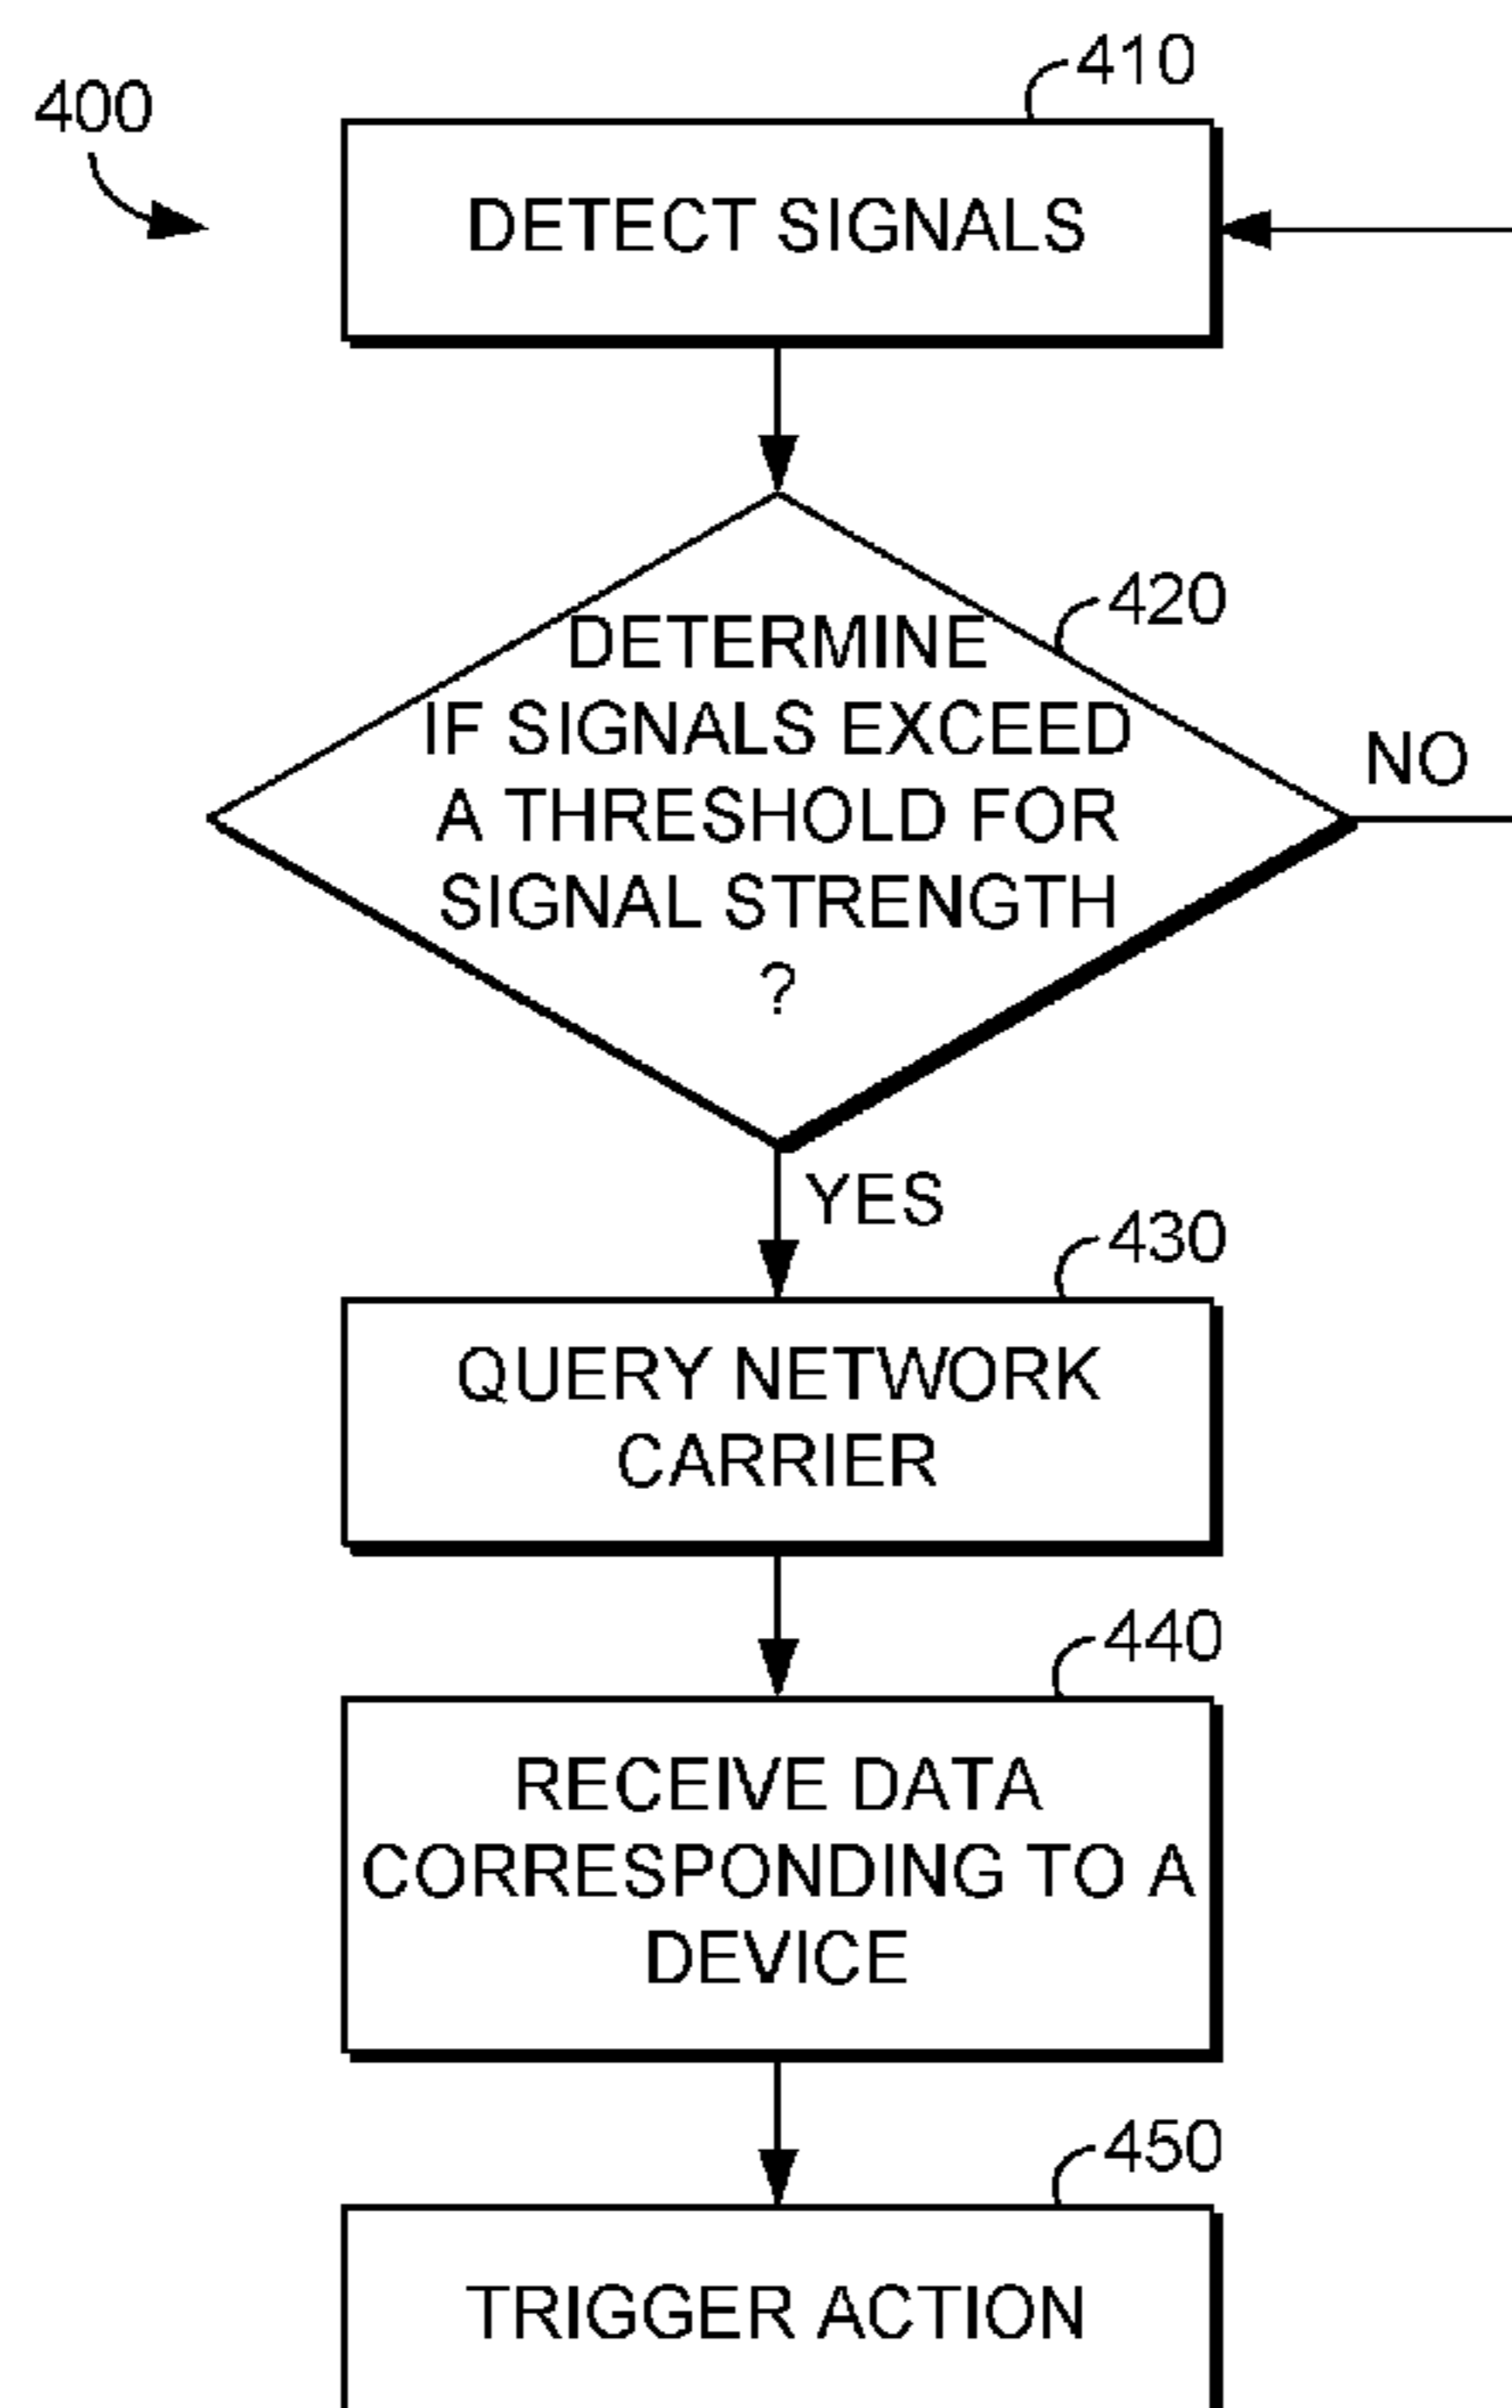 410
400
DETECT SIGNALS
420
DETERMINE
IF SIGNALS EXCEED
A THRESHOLD FOR
SIGNAL STRENGTH
?
NO
YES
430
QUERY NETWORK
CARRIER
440
RECEIVE DATA
CORRESPONDING TO A
DEVICE
450
TRIGGER ACTION